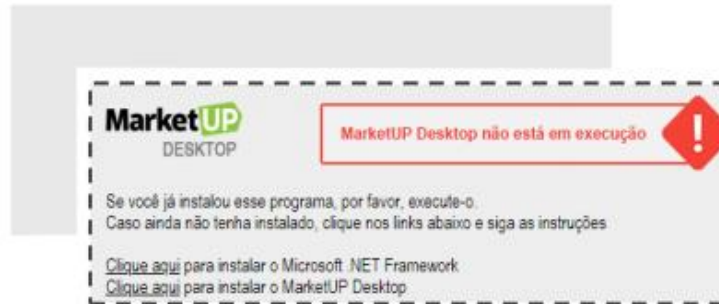 MarketUP
DESKTOP
MarketUP Desktop não está em execução
!
Se você já instalou esse programa, por favor, execute-o.
Caso ainda não tenha instalado, clique nos links abaixo e siga as instruções
Clique aqui para instalar o Microsoft .NET Framework
Clique aqui para instalar o MarketUP Desktop